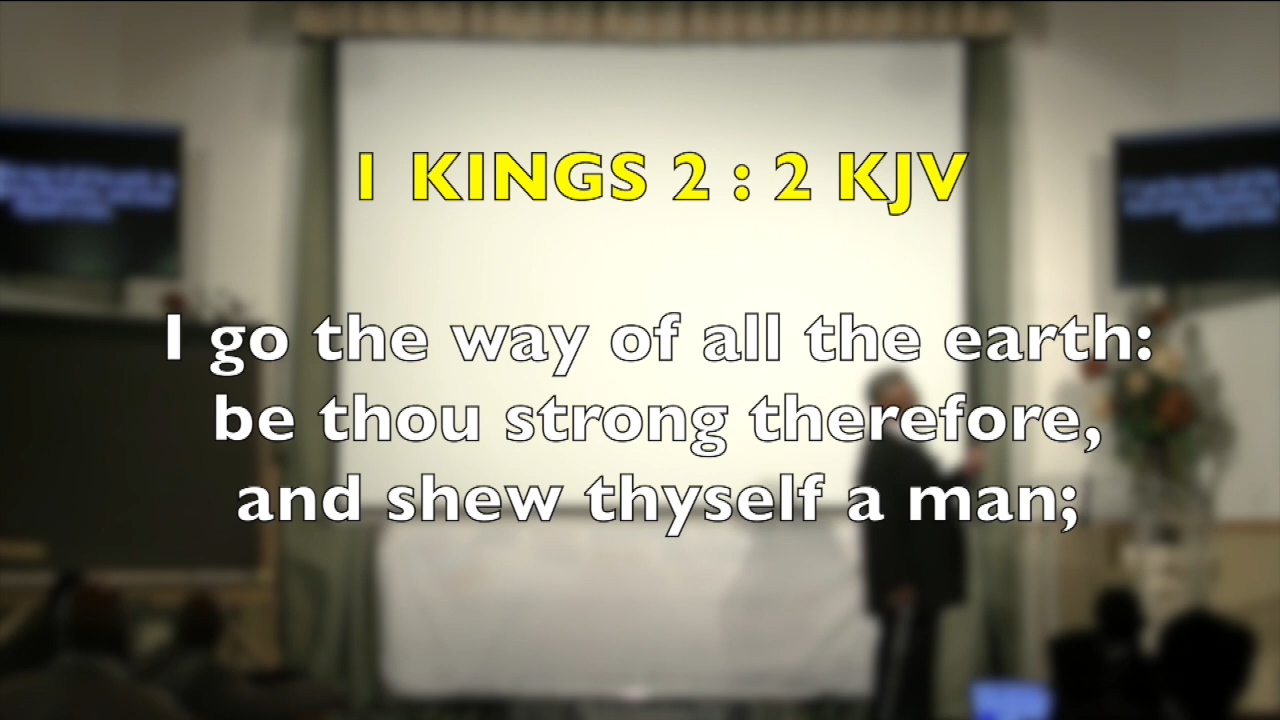 1 KINGS 2 : 2 KJV
I go the way of all the earth:
be thou strong therefore,
and shew thyself a man;